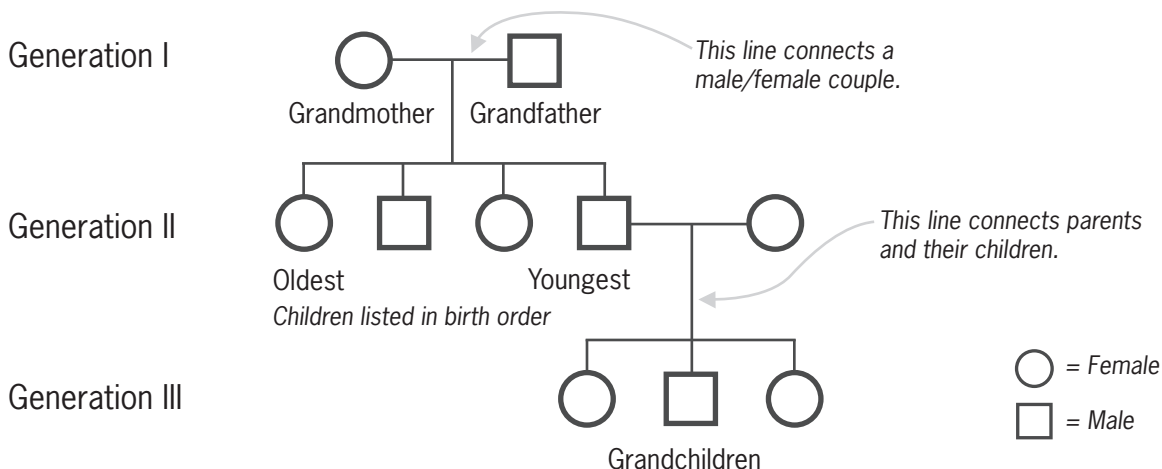 Generation I
This line connects a
male/female couple.
Grandmother
Grandfather
Generation II
This line connects parents
and their children.
Oldest
Youngest
Children listed in birth order
Generation III
= Female
= Male
Grandchildren